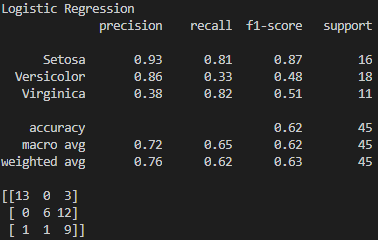 Logistic Regression
precision recall f1-score support
Setosa 0.93 0.81 0.87 16
Versicolor 0.86 0.33 0.48 18
Virginica 0.38 0.82 0.51 11
accuracy 0.62 45
macro avg 0.72 0.65 0.62 45
weighted avg 0.76 0.62 0.63 45
[[13 0 3]
[ 0 6 12]
[ 1 1 9]]